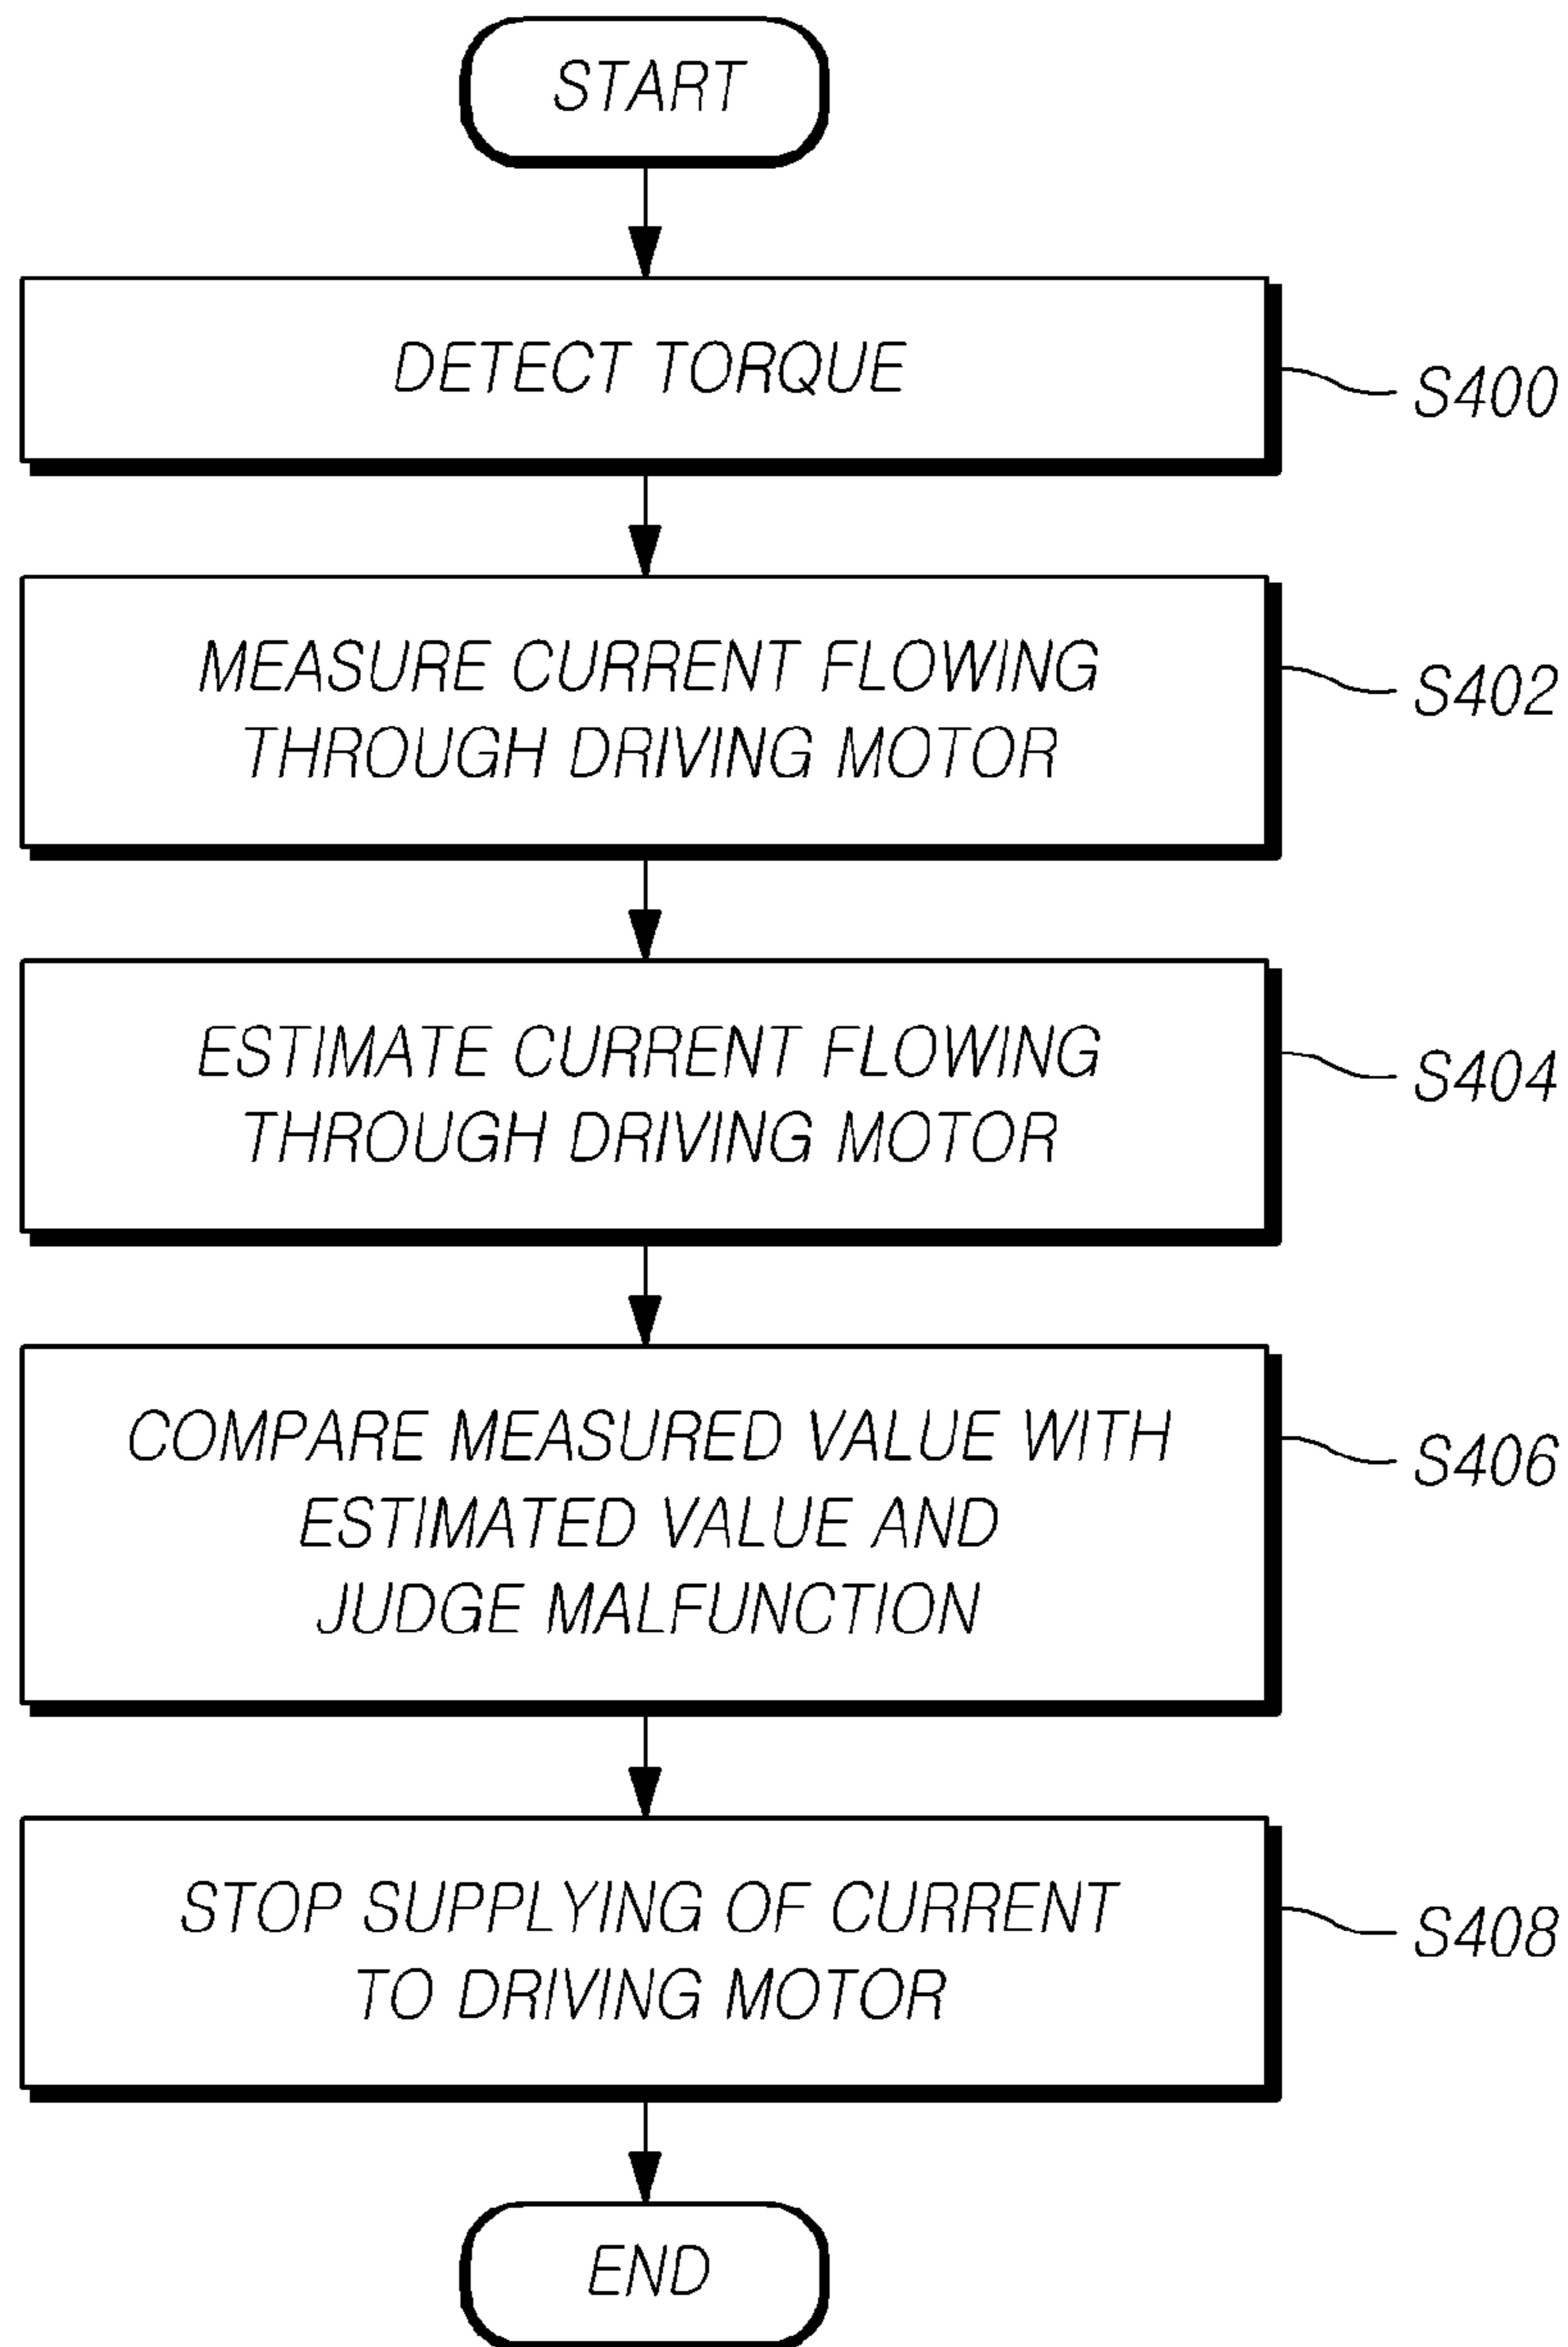 START
DETECT TORQUE
S400
MEASURE CURRENT FLOWING
THROUGH DRIVING MOTOR
S402
ESTIMATE CURRENT FLOWING
THROUGH DRIVING MOTOR
S404
COMPARE MEASURED VALUE WITH
ESTIMATED VALUE AND
JUDGE MALFUNCTION
S406
STOP SUPPLYING OF CURRENT
TO DRIVING MOTOR
S408
END